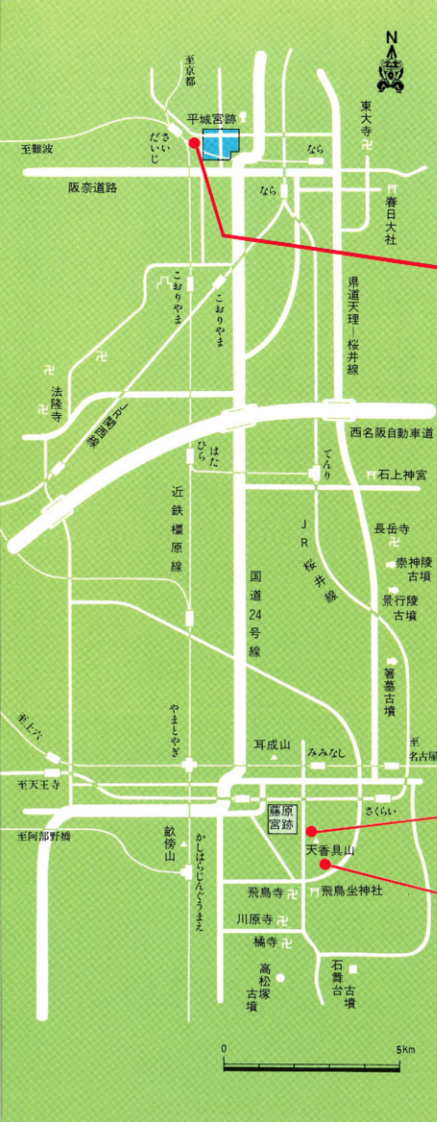 N
至京都
平城宮跡
東大寺
さいだいじ
至難波
なら
阪奈道路
なら
春日大社
こおりやま
こおりやま
県道天理—桜井線
法隆寺
JR関西線
西名阪自動車道
ひらはた
てんり
石上神宮
近鉄橿原線
JR桜井線
長岳寺
崇神陵古墳
国道24号線
景行陵古墳
箸墓古墳
やまとやぎ
至上六
耳成山
みみなし
至名古屋
至天王寺
藤原宮跡
さくらい
至阿部野橋
畝傍山
かしはらじんぐうまえ
天香具山
飛鳥寺
飛鳥坐神社
川原寺
橘寺
高松塚古墳
石舞台古墳
0
5Km